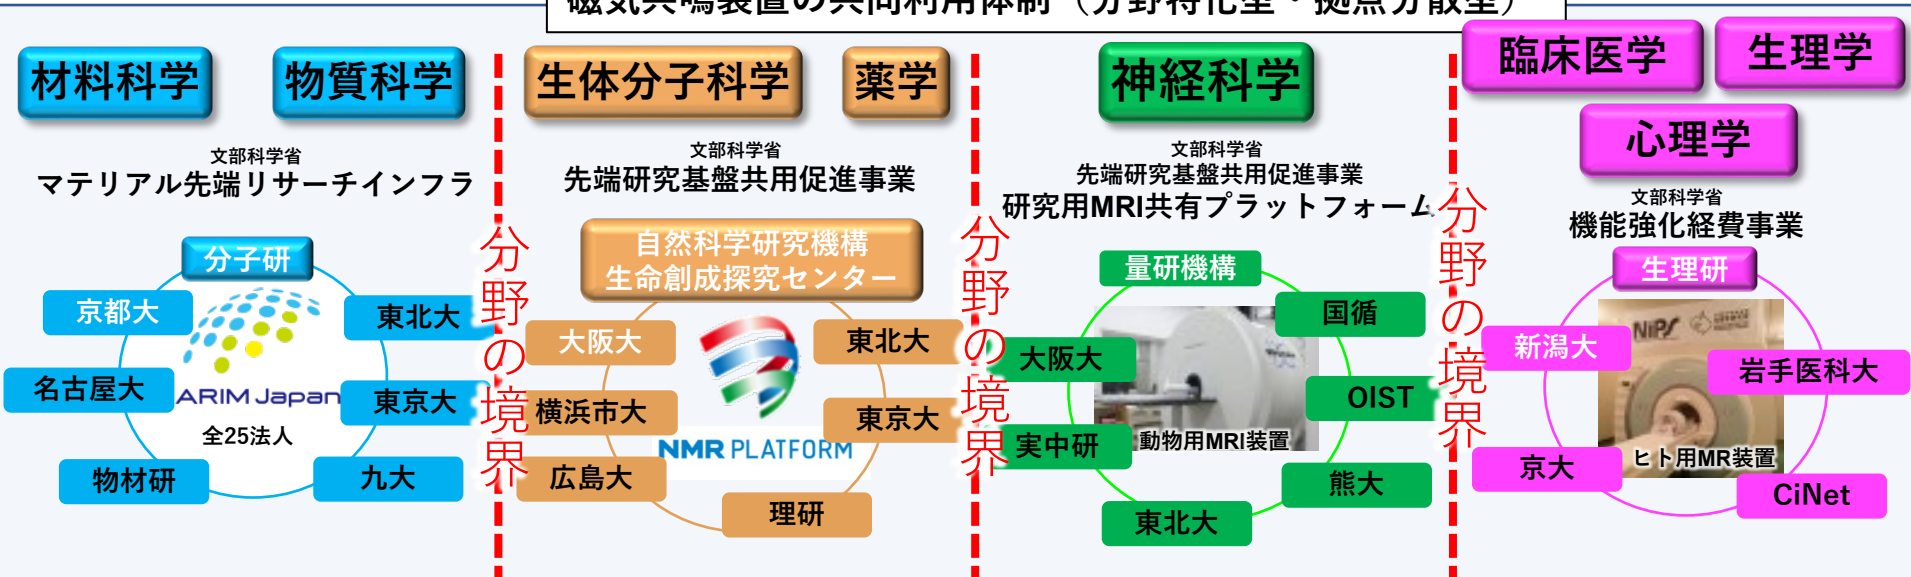 磁気共鳴装置の共同利用体制（分野特化型・拠点分散型）
材料科学
物質科学
文部科学省
マテリアル先端リサーチインフラ
分子研
京都大
東北大
名古屋大
ARIM Japan
東京大
全25法人
物材研
九大
分野の境界
生体分子科学
薬学
文部科学省
先端研究基盤共用促進事業
自然科学研究機構
生命創成探究センター
大阪大
東北大
横浜市大
東京大
NMR PLATFORM
広島大
理研
分野の境界
神経科学
文部科学省
先端研究基盤共用促進事業
研究用MRI共有プラットフォーム
量研機構
国循
大阪大
OIST
実中研
動物用MRI装置
熊大
東北大
分野の境界
臨床医学
生理学
心理学
文部科学省
機能強化経費事業
生理研
NIPS
新潟大
岩手医科大
京大
ヒト用MR装置
CiNet